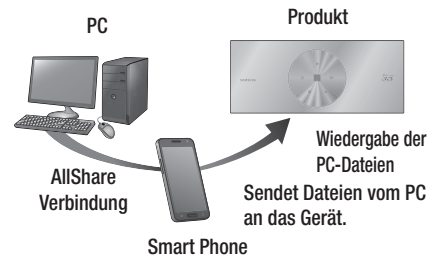 PC
Produkt
AllShare
Verbindung
Smart Phone
Wiedergabe der
PC-Dateien
Sendet Dateien vom PC
an das Gerät.